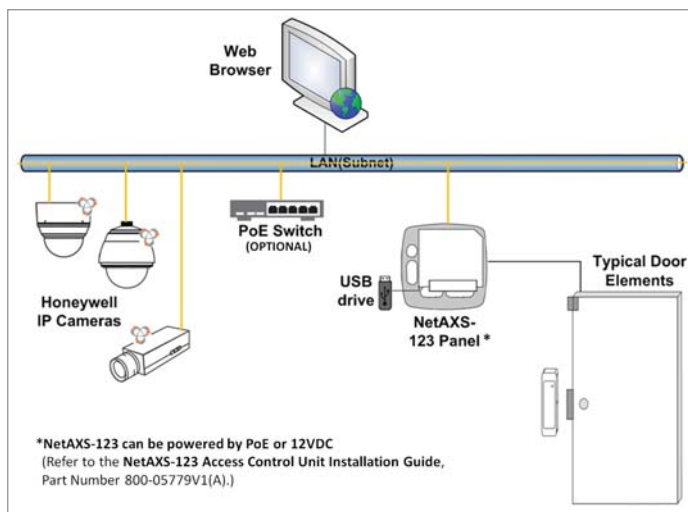 Web
Browser
LAN(Subnet)
PoE Switch
(OPTIONAL)
Honeywell
IP Cameras
USB
drive
NetAXS-
123 Panel *
Typical Door
Elements
*NetAXS-123 can be powered by PoE or 12VDC
(Refer to the NetAXS-123 Access Control Unit Installation Guide,
Part Number 800-05779V1(A).)